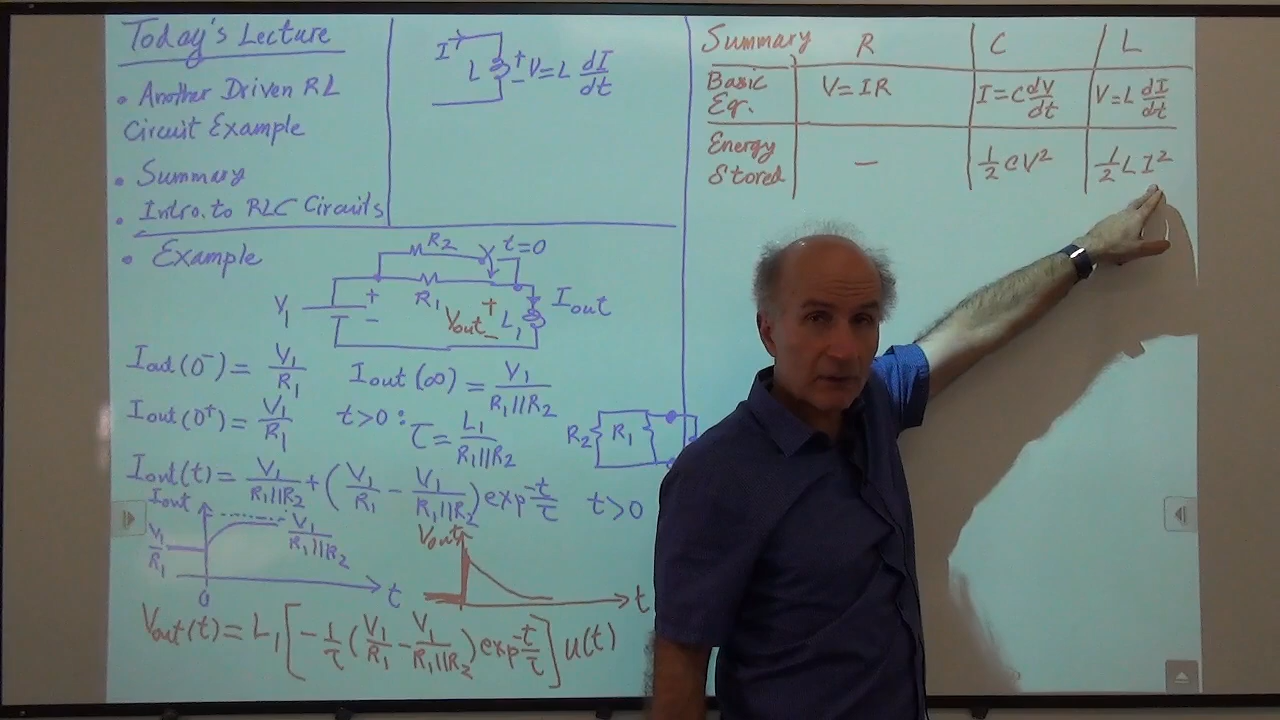 Today's Lecture
• Another Driven RL
Circuit Example
• Summary
• Intro. to RLC Circuits
I L + - V = L dI/dt
Summary R C L
Basic Eq. V = IR I = C dV/dt V = L dI/dt
Energy Stored — 1/2 CV² 1/2 LI²
• Example
R2 t=0
V1 + - R1 Vout + - L1 Iout
Iout(0⁻) = V1/R1 Iout(∞) = V1/R1||R2
Iout(0⁺) = V1/R1 t>0: τ = L1/R1||R2
R2 R1
Iout(t) = V1/R1||R2 + (V1/R1 - V1/R1||R2) exp -t/τ t>0
Iout V1/R1 V1/R1||R2 0 t
Vout t
Vout(t) = L1 [-1/τ (V1/R1 - V1/R1||R2) exp -t/τ] u(t)